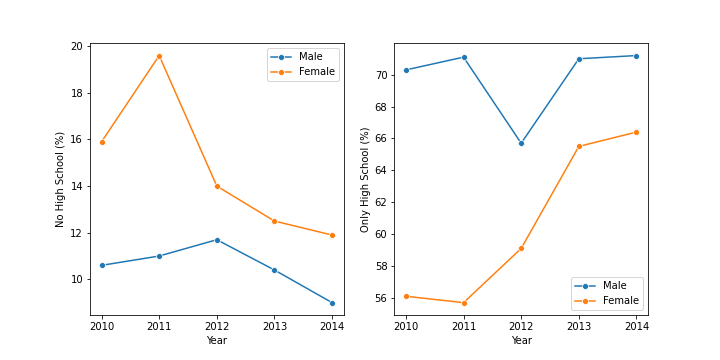 20
18
16
14
12
10
No High School (%)
2010 2011 2012 2013 2014
Year
Male
Female
70
68
66
64
62
60
58
56
Only High School (%)
2010 2011 2012 2013 2014
Year
Male
Female